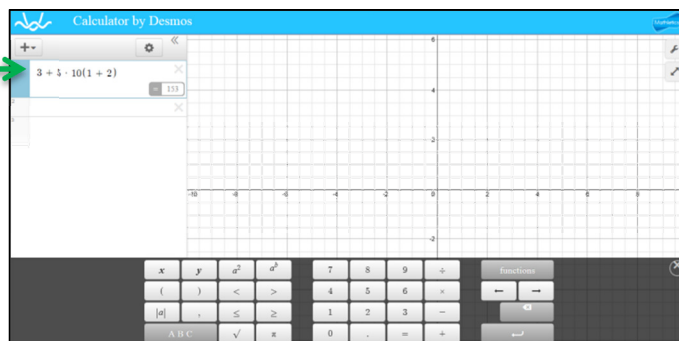 Calculator by Desmos
3 + 5 · 10(1 + 2)
= 153
6
4
2
-10 -8 -6 -4 -2 0 2 4 6 8
-2
x y a² aᵇ 7 8 9 ÷ functions
( ) < > 4 5 6 × ← →
|a| , ≤ ≥ 1 2 3 −
A B C √ π 0 . = +